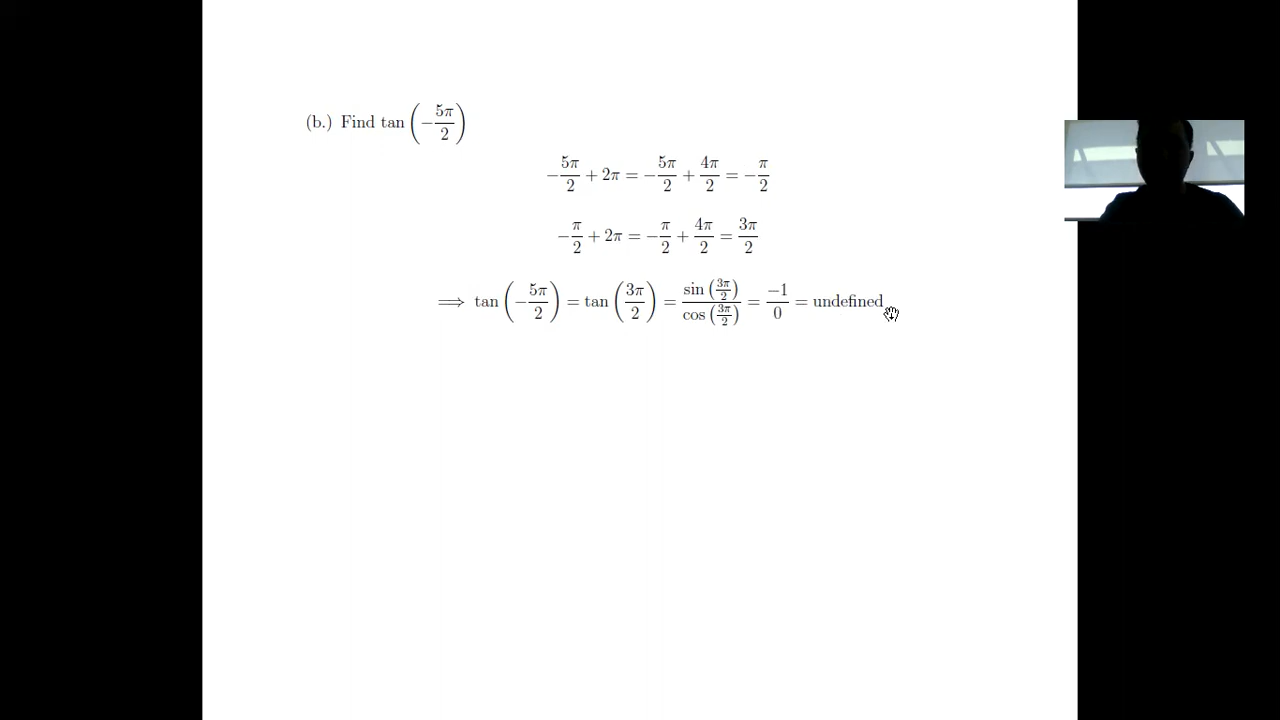 (b.) Find tan(−5π/2)
−5π/2 + 2π = −5π/2 + 4π/2 = −π/2
−π/2 + 2π = −π/2 + 4π/2 = 3π/2
⟹ tan(−5π/2) = tan(3π/2) = sin(3π/2)/cos(3π/2) = −1/0 = undefined